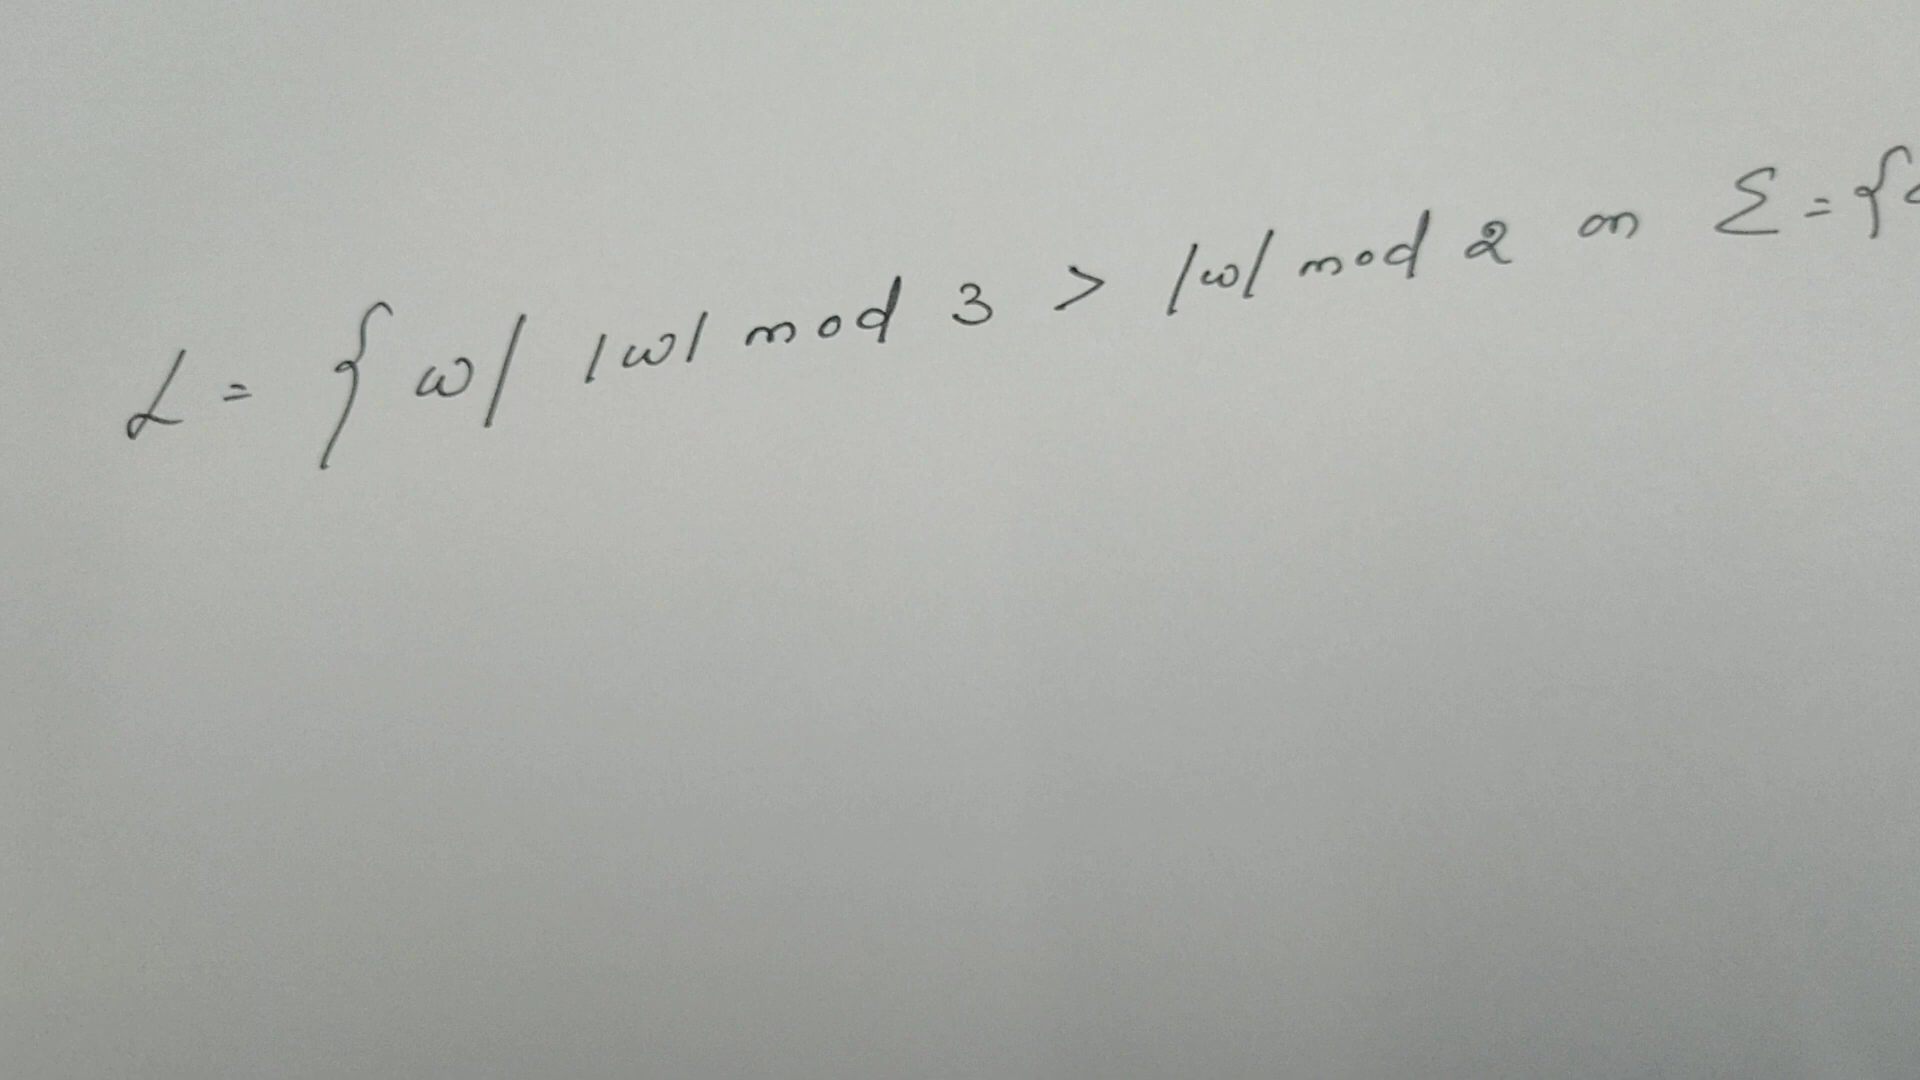 L = { w / |w| mod 3 > |w| mod 2 on Σ = {